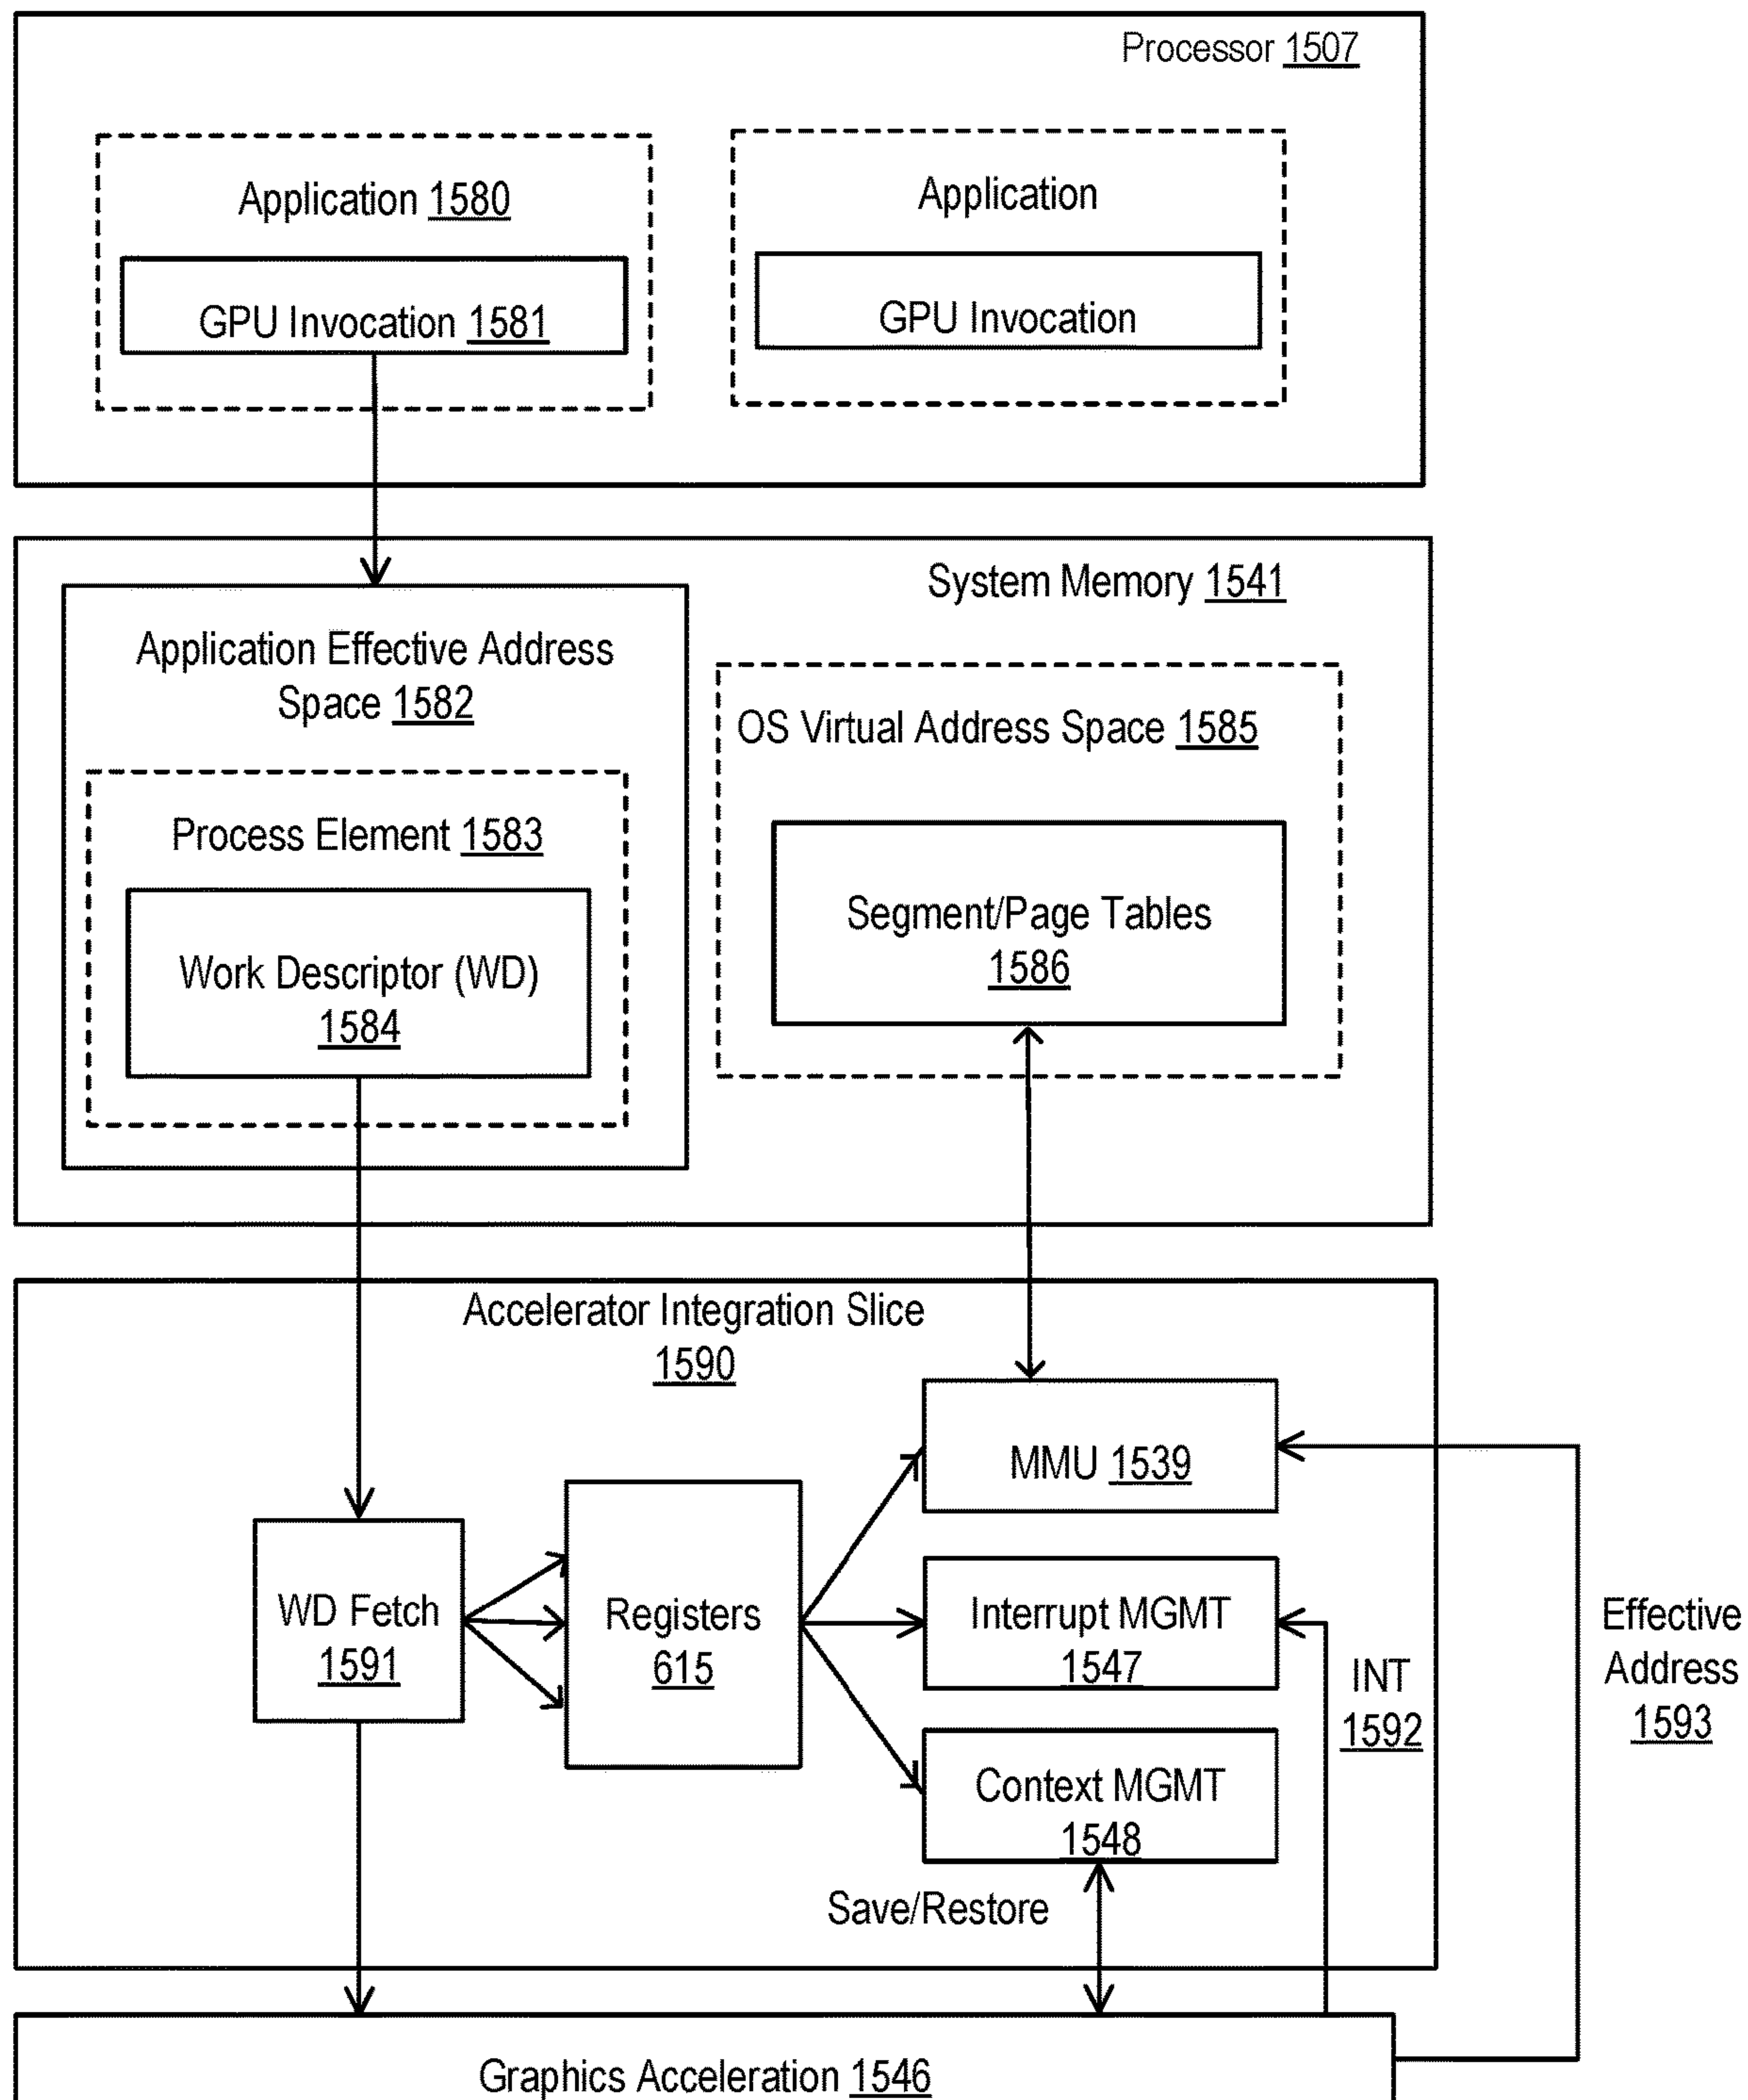 Processor 1507
Application 1580
GPU Invocation 1581
Application
GPU Invocation
System Memory 1541
Application Effective Address
Space 1582
Process Element 1583
Work Descriptor (WD)
1584
OS Virtual Address Space 1585
Segment/Page Tables
1586
Accelerator Integration Slice
1590
WD Fetch
1591
Registers
615
MMU 1539
Interrupt MGMT
1547
Context MGMT
1548
Save/Restore
INT
1592
Effective
Address
1593
Graphics Acceleration 1546